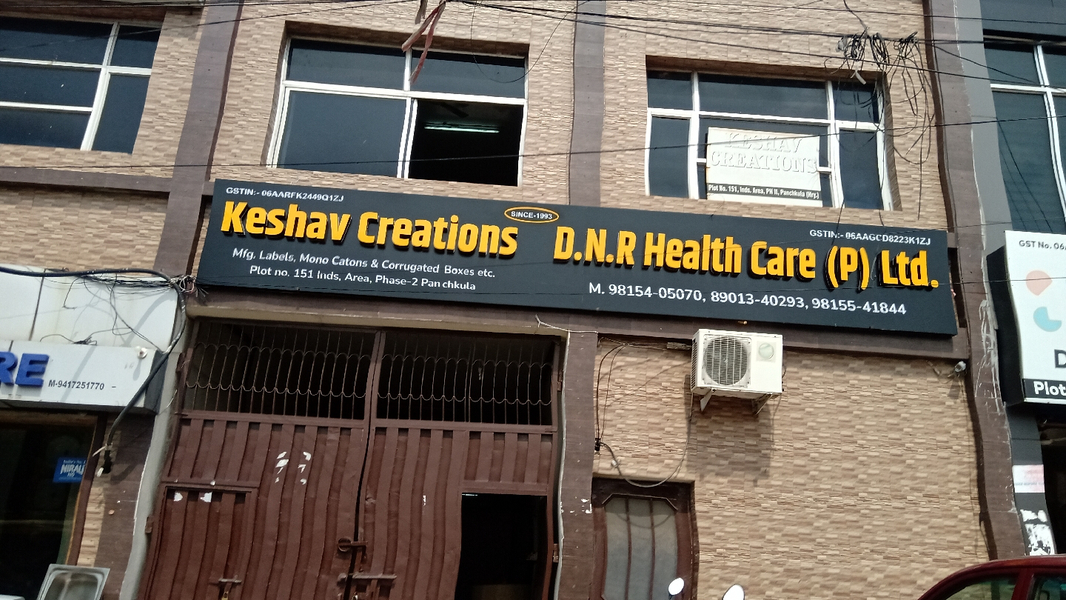 KESHAV
CREATIONS
Plot No. 151, Inds. Area, PH II, Panchkula (Hry.)
GSTIN:- 06AARFK2449Q1ZJ
SINCE-1993
GSTIN:- 06AAGCD8223K1ZJ
Keshav Creations D.N.R Health Care (P) Ltd.
Mfg. Labels, Mono Catons & Corrugated Boxes etc.
Plot no. 151 Inds, Area, Phase-2 Panchkula
M. 98154-05070, 89013-40293, 98155-41844
RE
M-9417251770 –
NIRALI
GST No. 06
D
Plot